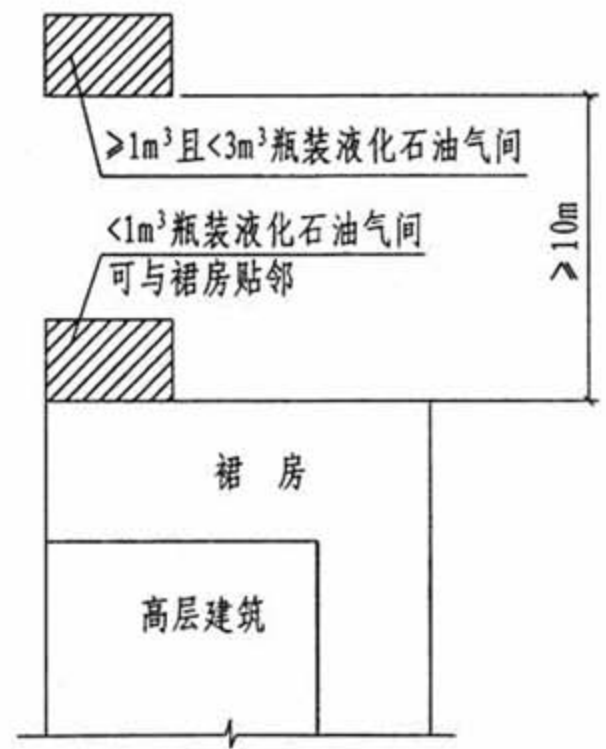 ≥1m³且<3m³瓶装液化石油气间
<1m³瓶装液化石油气间
可与裙房贴邻
≥10m
裙 房
高层建筑